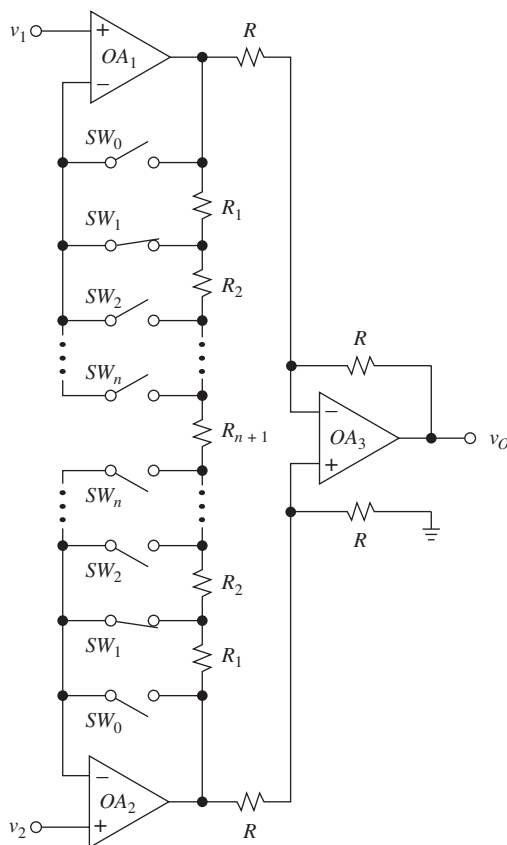 v₁
+
OA₁
−
R
SW₀
R₁
SW₁
R₂
SW₂
SWₙ
R
Rₙ ₊ ₁
−
OA₃
+
v_O
SWₙ
R
SW₂
R₂
SW₁
R₁
SW₀
−
OA₂
+
v₂
R